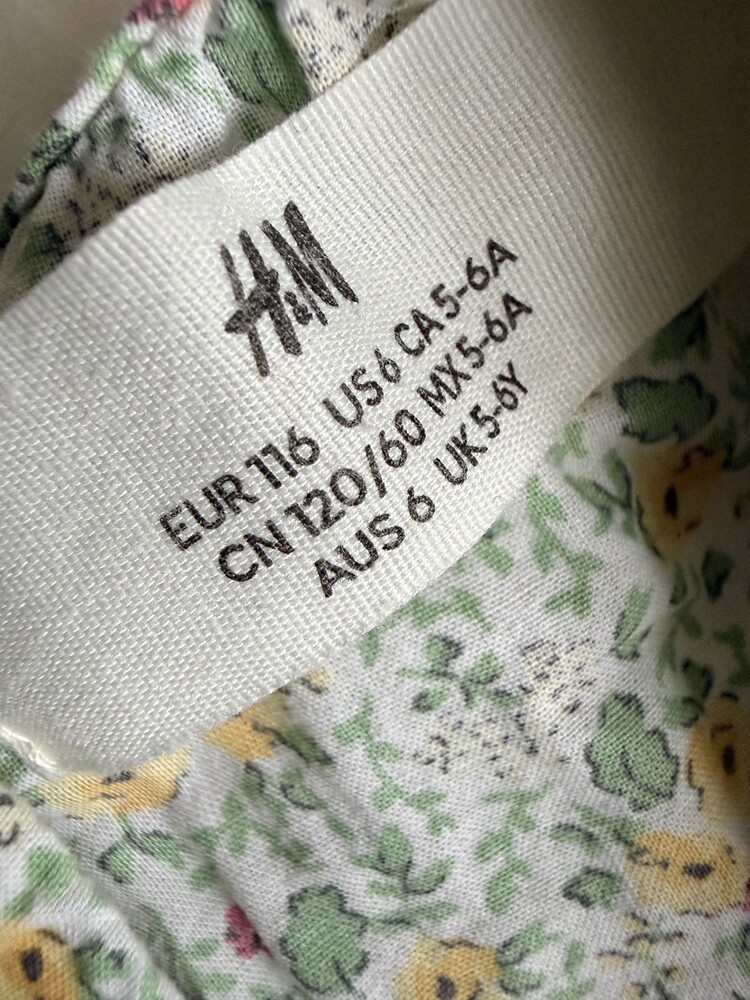 H&M
EUR 116 US 6 CA 5-6A
CN 120/60 MX 5-6A
AUS 6 UK 5-6Y